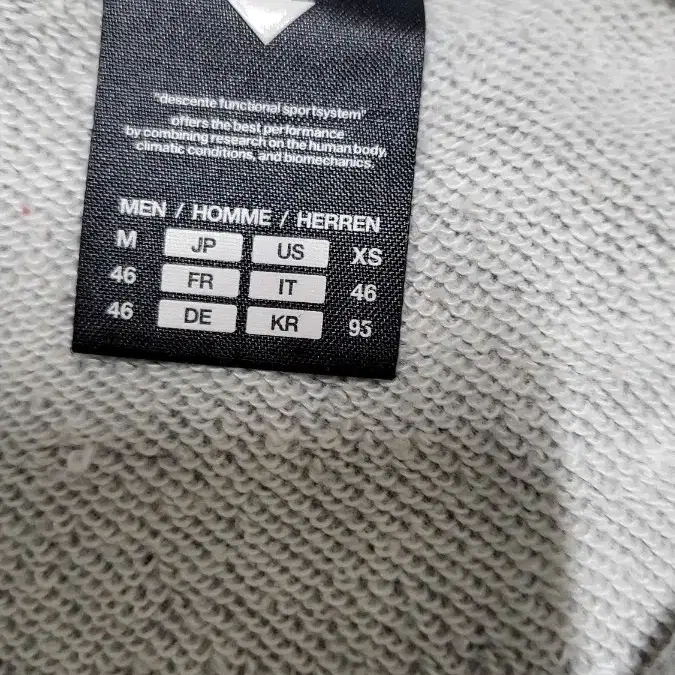 "descente functional sportsystem"
offers the best performance
by combining research on the human body,
climatic conditions, and biomechanics.
MEN / HOMME / HERREN
M JP US XS
46 FR IT 46
46 DE KR 95